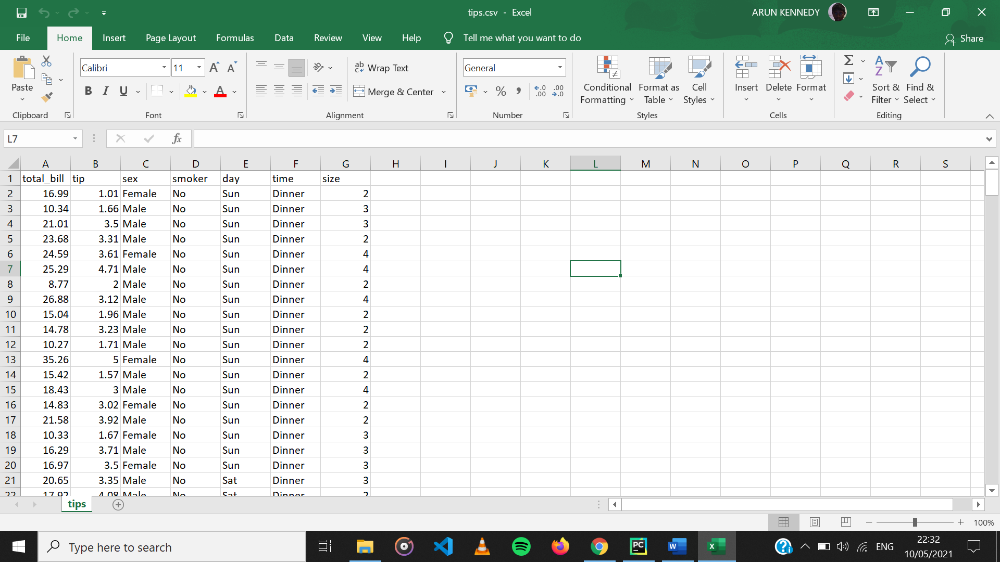 tips.csv - Excel
ARUN KENNEDY
File Home Insert Page Layout Formulas Data Review View Help Tell me what you want to do Share
Paste
Clipboard
Calibri 11
B I U
Font
Wrap Text
Merge & Center
Alignment
General
Number
Conditional Formatting
Format as Table
Cell Styles
Styles
Insert Delete Format
Cells
Sort & Filter
Find & Select
Editing
L7 fx
A B C D E F G H I J K L M N O P Q R S
1 total_bill tip sex smoker day time size
2 16.99 1.01 Female No Sun Dinner 2
3 10.34 1.66 Male No Sun Dinner 3
4 21.01 3.5 Male No Sun Dinner 3
5 23.68 3.31 Male No Sun Dinner 2
6 24.59 3.61 Female No Sun Dinner 4
7 25.29 4.71 Male No Sun Dinner 4
8 8.77 2 Male No Sun Dinner 2
9 26.88 3.12 Male No Sun Dinner 4
10 15.04 1.96 Male No Sun Dinner 2
11 14.78 3.23 Male No Sun Dinner 2
12 10.27 1.71 Male No Sun Dinner 2
13 35.26 5 Female No Sun Dinner 4
14 15.42 1.57 Male No Sun Dinner 2
15 18.43 3 Male No Sun Dinner 4
16 14.83 3.02 Female No Sun Dinner 2
17 21.58 3.92 Male No Sun Dinner 2
18 10.33 1.67 Female No Sun Dinner 3
19 16.29 3.71 Male No Sun Dinner 3
20 16.97 3.5 Female No Sun Dinner 3
21 20.65 3.35 Male No Sat Dinner 3
22 17.92 4.08 Male No Sat Dinner 2
tips
100%
Type here to search
ENG
22:32
10/05/2021